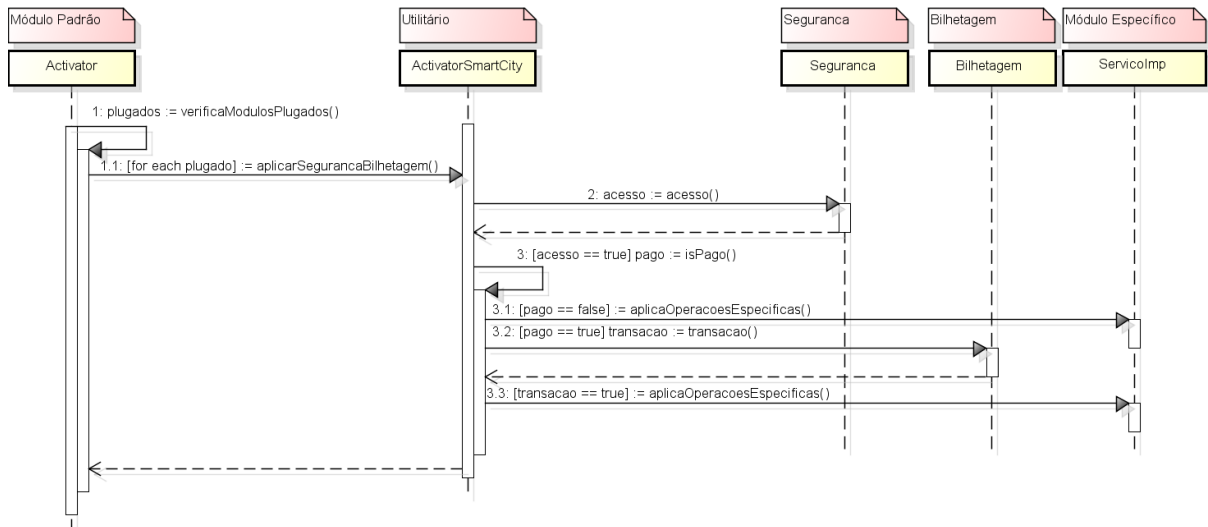 Módulo Padrão
Utilitário
Seguranca
Bilhetagem
Módulo Específico
Activator
ActivatorSmartCity
Seguranca
Bilhetagem
ServicoImp
1: plugados := verificaModulosPlugados()
1.1: [for each plugado] := aplicarSegurancaBilhetagem()
2: acesso := acesso()
3: [acesso == true] pago := isPago()
3.1: [pago == false] := aplicaOperacoesEspecificas()
3.2: [pago == true] transacao := transacao()
3.3: [transacao == true] := aplicaOperacoesEspecificas()